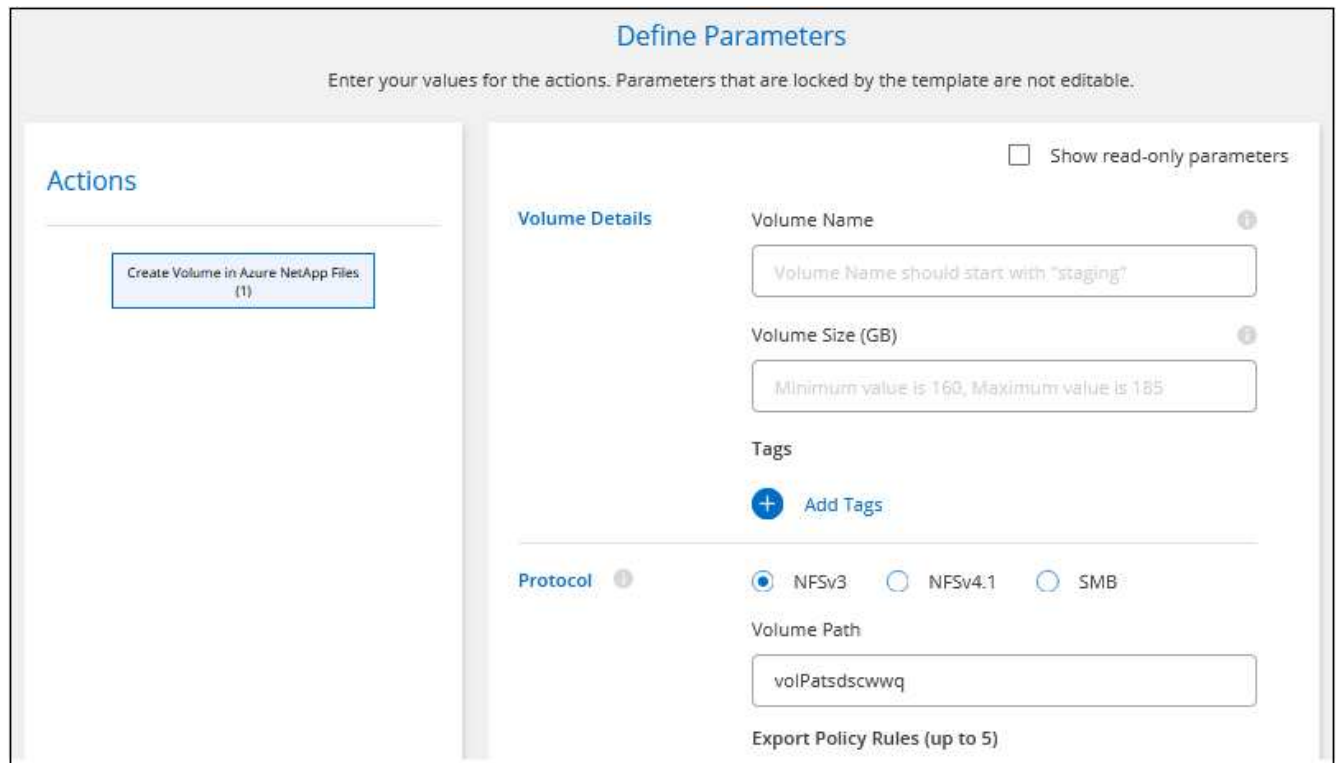 Define Parameters
Enter your values for the actions. Parameters that are locked by the template are not editable.
Actions
Create Volume in Azure NetApp Files
(1)
Show read-only parameters
Volume Details
Volume Name
Volume Name should start with "staging"
Volume Size (GB)
Minimum value is 160, Maximum value is 185
Tags
Add Tags
Protocol
NFSv3
NFSv4.1
SMB
Volume Path
volPatsdscwwq
Export Policy Rules (up to 5)